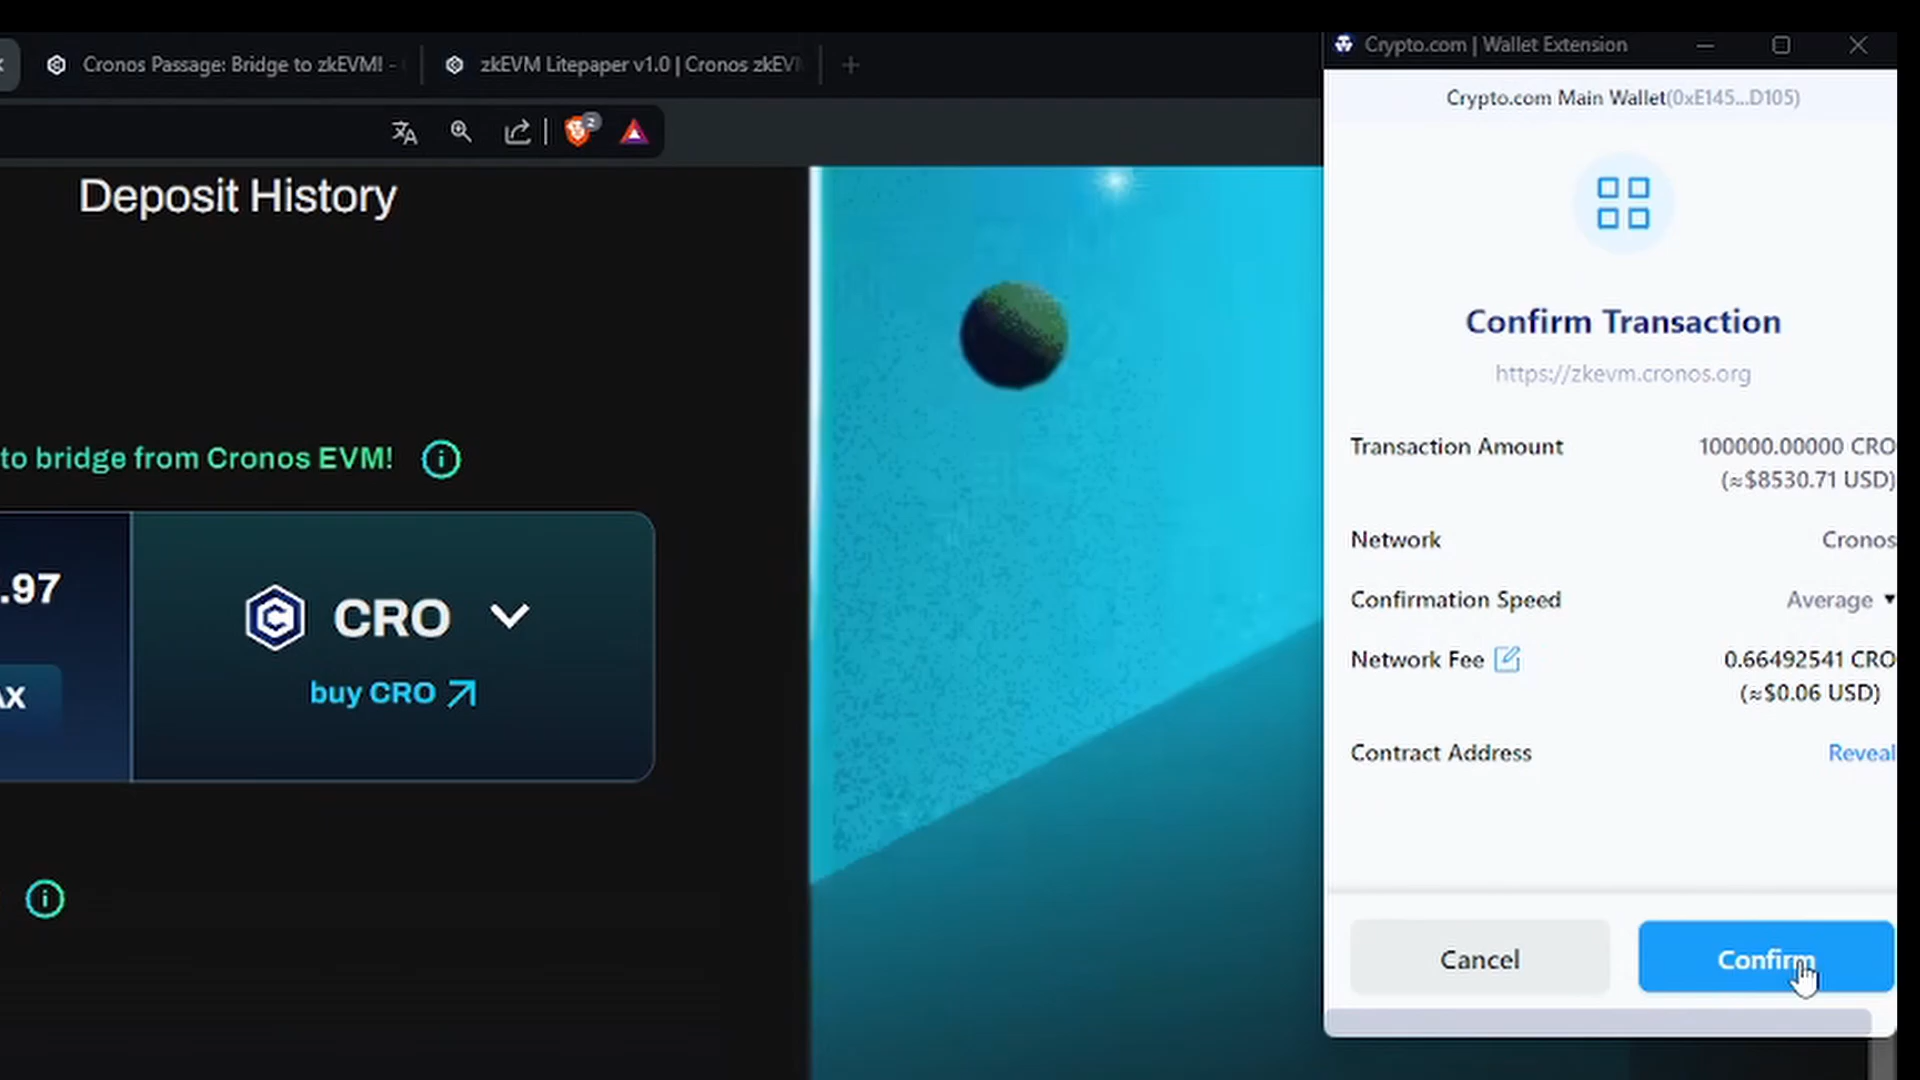 Cronos Passage: Bridge to zkEVM! -
zkEVM Litepaper v1.0 | Cronos zkEV
2
Deposit History
to bridge from Cronos EVM!
.97
AX
CRO
buy CRO
Crypto.com | Wallet Extension
Crypto.com Main Wallet(0xE145...D105)
Confirm Transaction
https://zkevm.cronos.org
Transaction Amount 100000.00000 CRO
(≈$8530.71 USD)
Network Cronos
Confirmation Speed Average
Network Fee 0.66492541 CRO
(≈$0.06 USD)
Contract Address Reveal
Cancel Confirm